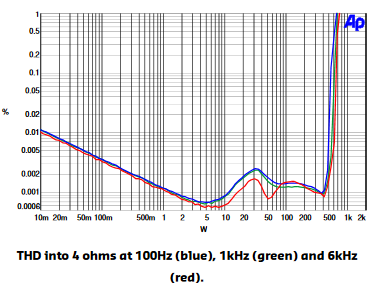 1
0.5
0.2
0.1
0.05
0.02
%
0.01
0.005
0.002
0.001
0.0006
10m 20m 50m 100m 500m 1 2 5 10 20 50 100 200 500 1k 2k
W
Ap
THD into 4 ohms at 100Hz (blue), 1kHz (green) and 6kHz
(red).